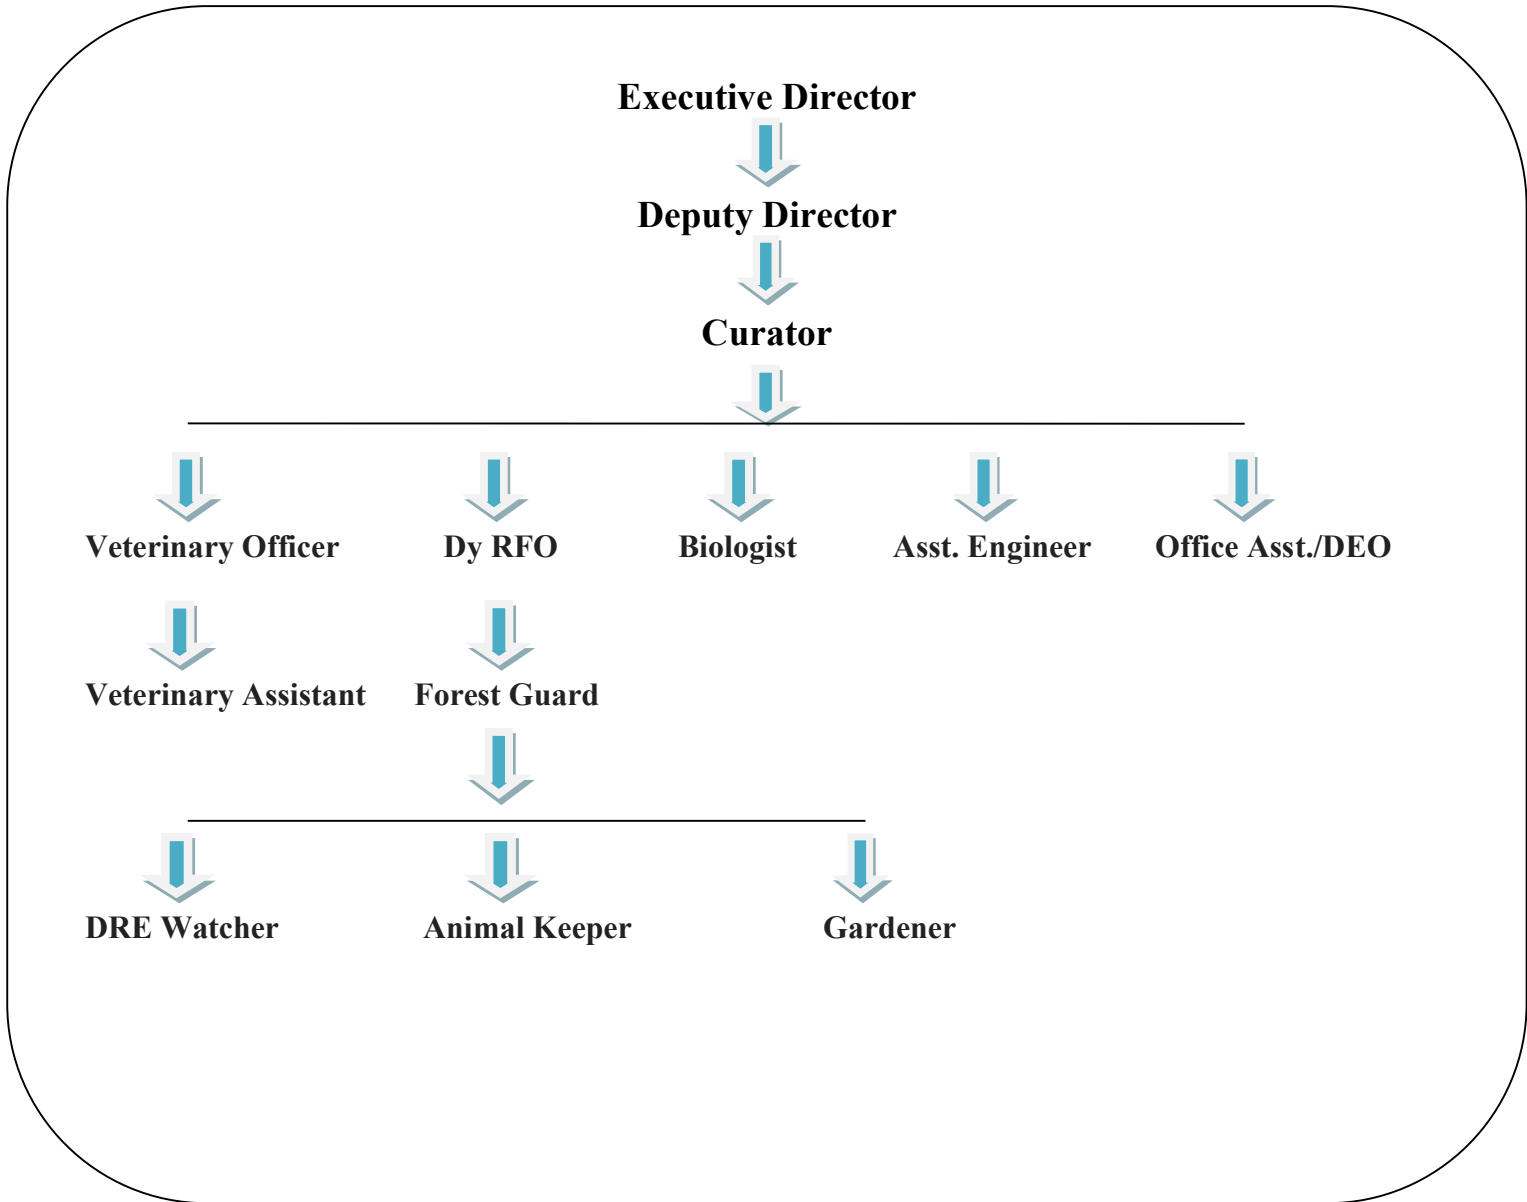 Executive Director
Deputy Director
Curator
Veterinary Officer Dy RFO Biologist Asst. Engineer Office Asst./DEO
Veterinary Assistant Forest Guard
DRE Watcher Animal Keeper Gardener